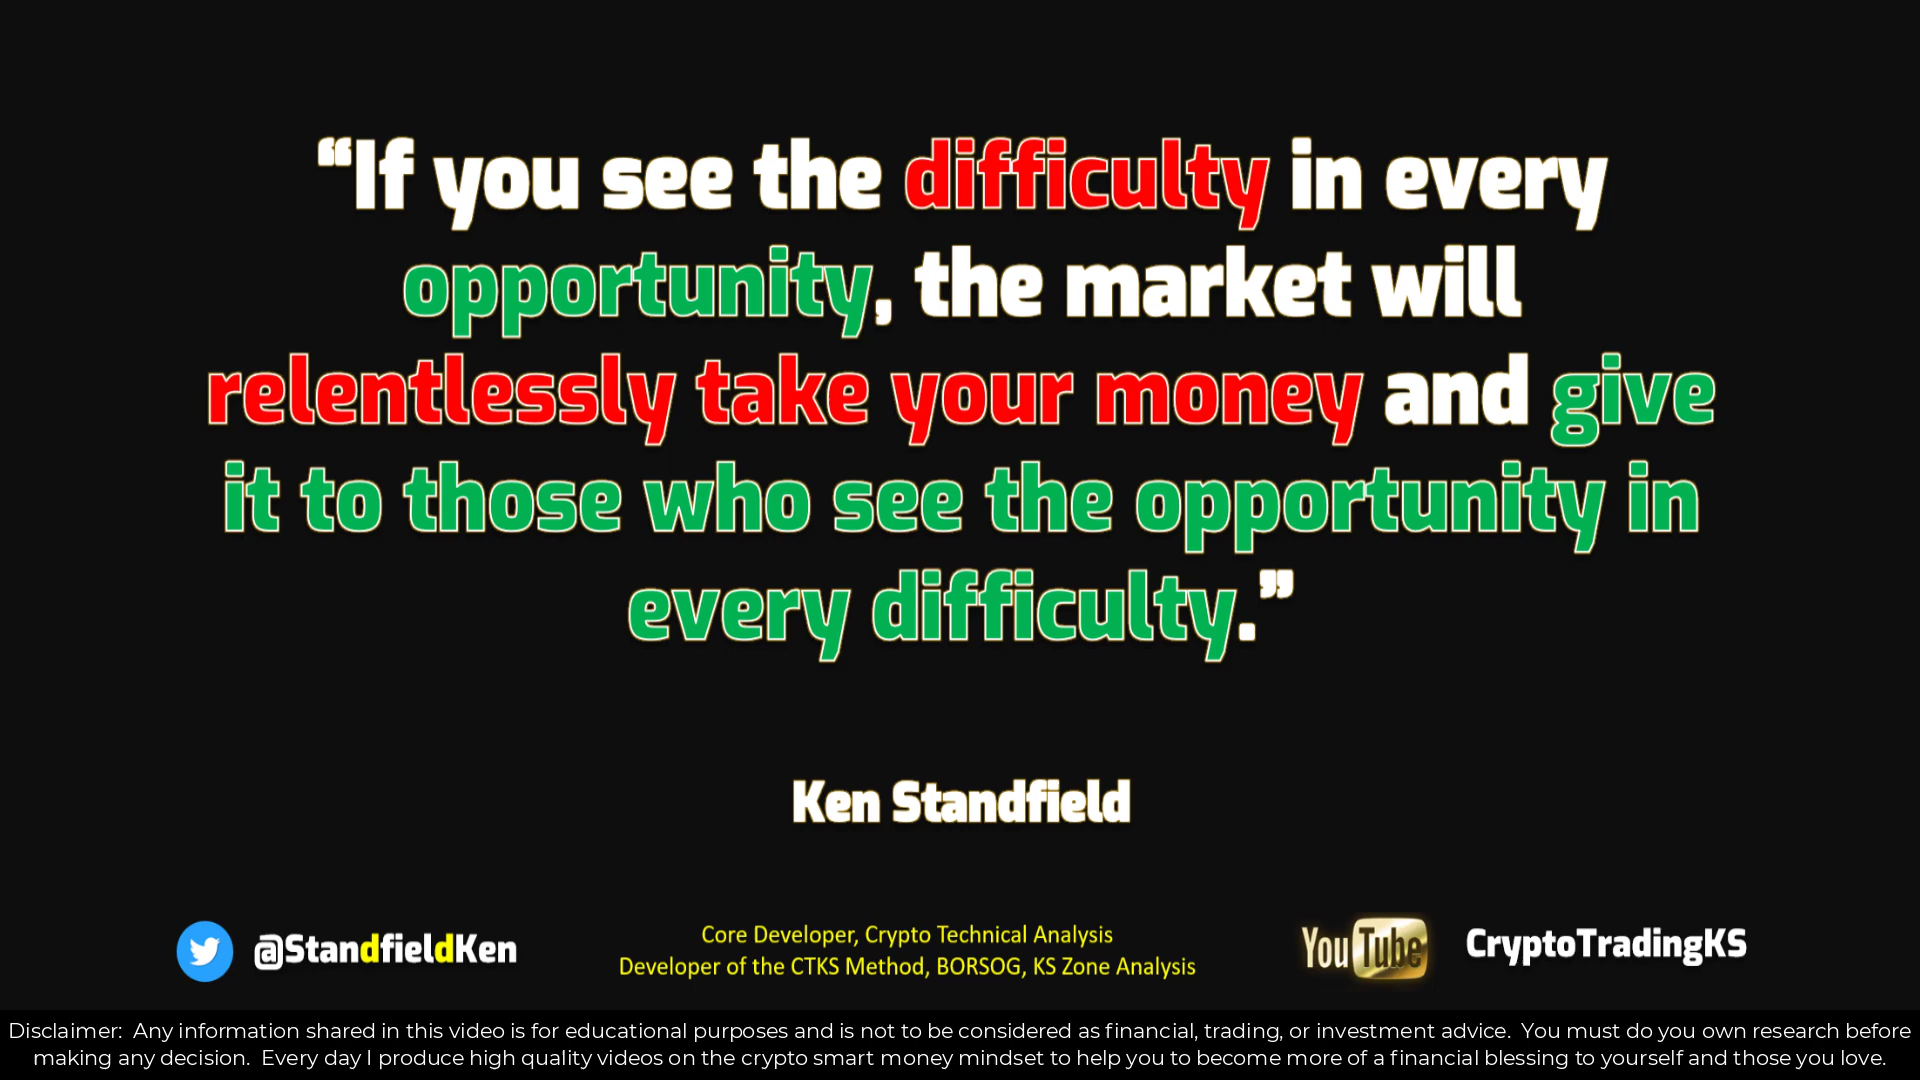 “If you see the difficulty in every
opportunity, the market will
relentlessly take your money and give
it to those who see the opportunity in
every difficulty.”
Ken Standfield
@StandfieldKen
Core Developer, Crypto Technical Analysis
Developer of the CTKS Method, BORSOG, KS Zone Analysis
YouTube
CryptoTradingKS
Disclaimer:  Any information shared in this video is for educational purposes and is not to be considered as financial, trading, or investment advice.  You must do you own research before
making any decision.  Every day I produce high quality videos on the crypto smart money mindset to help you to become more of a financial blessing to yourself and those you love.